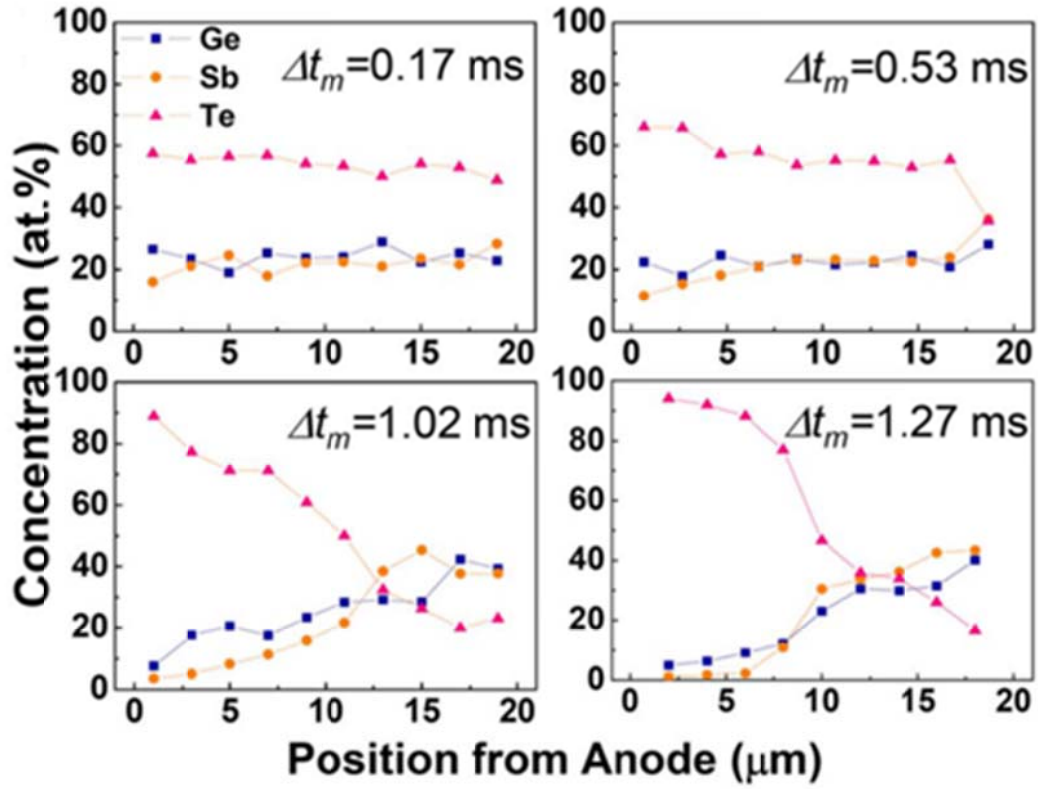 Concentration (at.%)
100
80
60
40
20
0
Ge
Sb
Te
Δtm=0.17 ms
0 5 10 15 20
100
80
60
40
20
0
Δtm=0.53 ms
0 5 10 15 20
100
80
60
40
20
0
Δtm=1.02 ms
0 5 10 15 20
100
80
60
40
20
0
Δtm=1.27 ms
0 5 10 15 20
Position from Anode (μm)